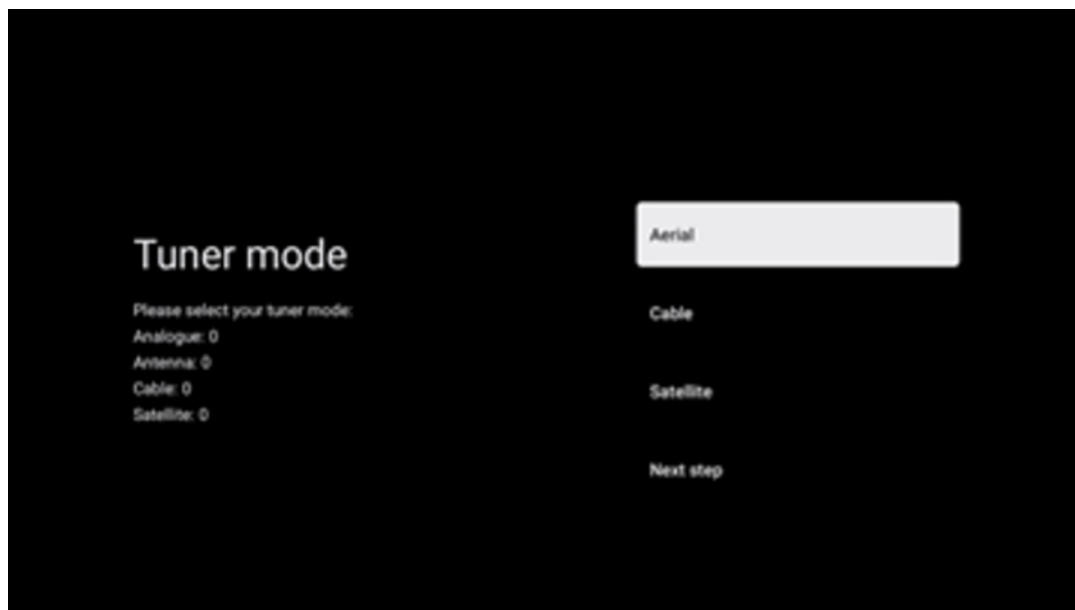 Tuner mode
Please select your tuner mode:
Analogue: 0
Antenna: 0
Cable: 0
Satellite: 0
Aerial
Cable
Satellite
Next step